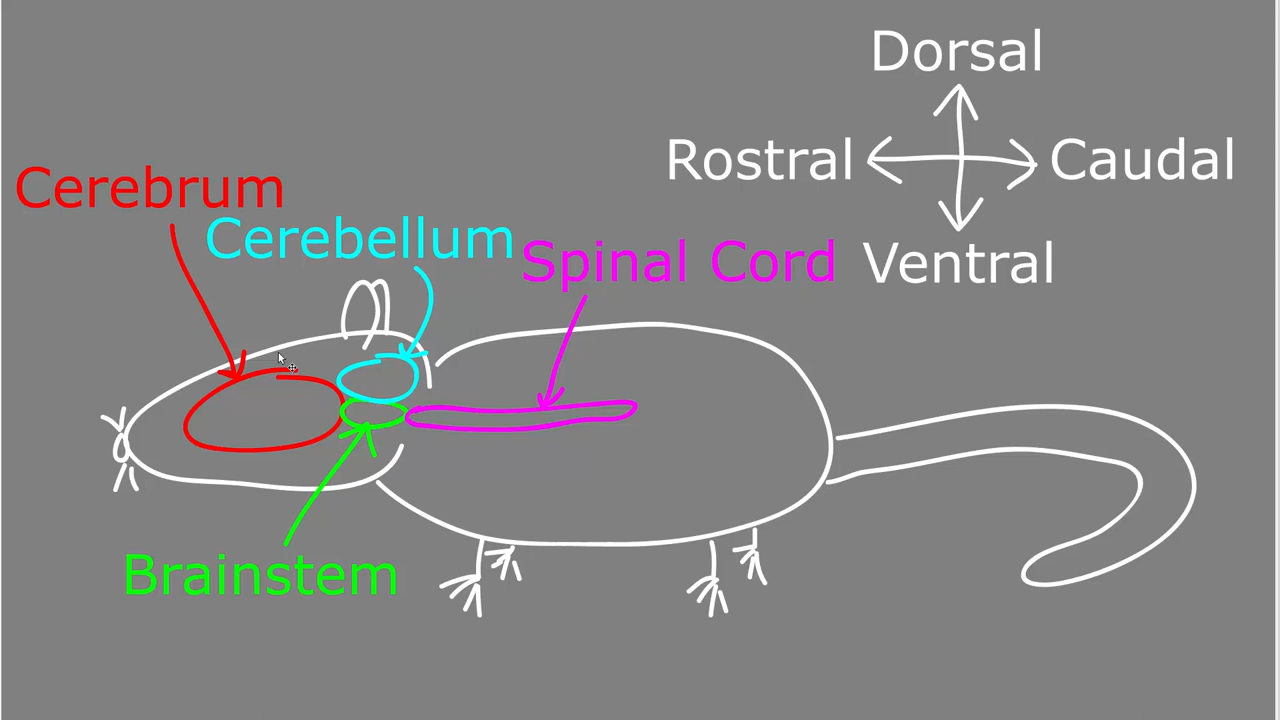 Dorsal
Rostral
Caudal
Cerebrum
Cerebellum
Spinal Cord
Ventral
Brainstem